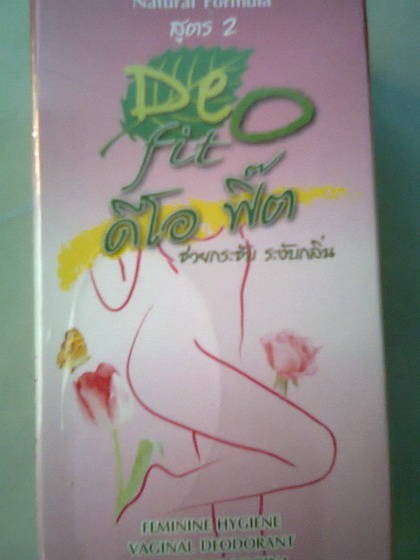 Natural Formula
สูตร 2
Deo
fit
ดีโอ ฟิ๊ต
ช่วยกระชับ ระงับกลิ่น
FEMININE HYGIENE
VAGINAL DEODORANT